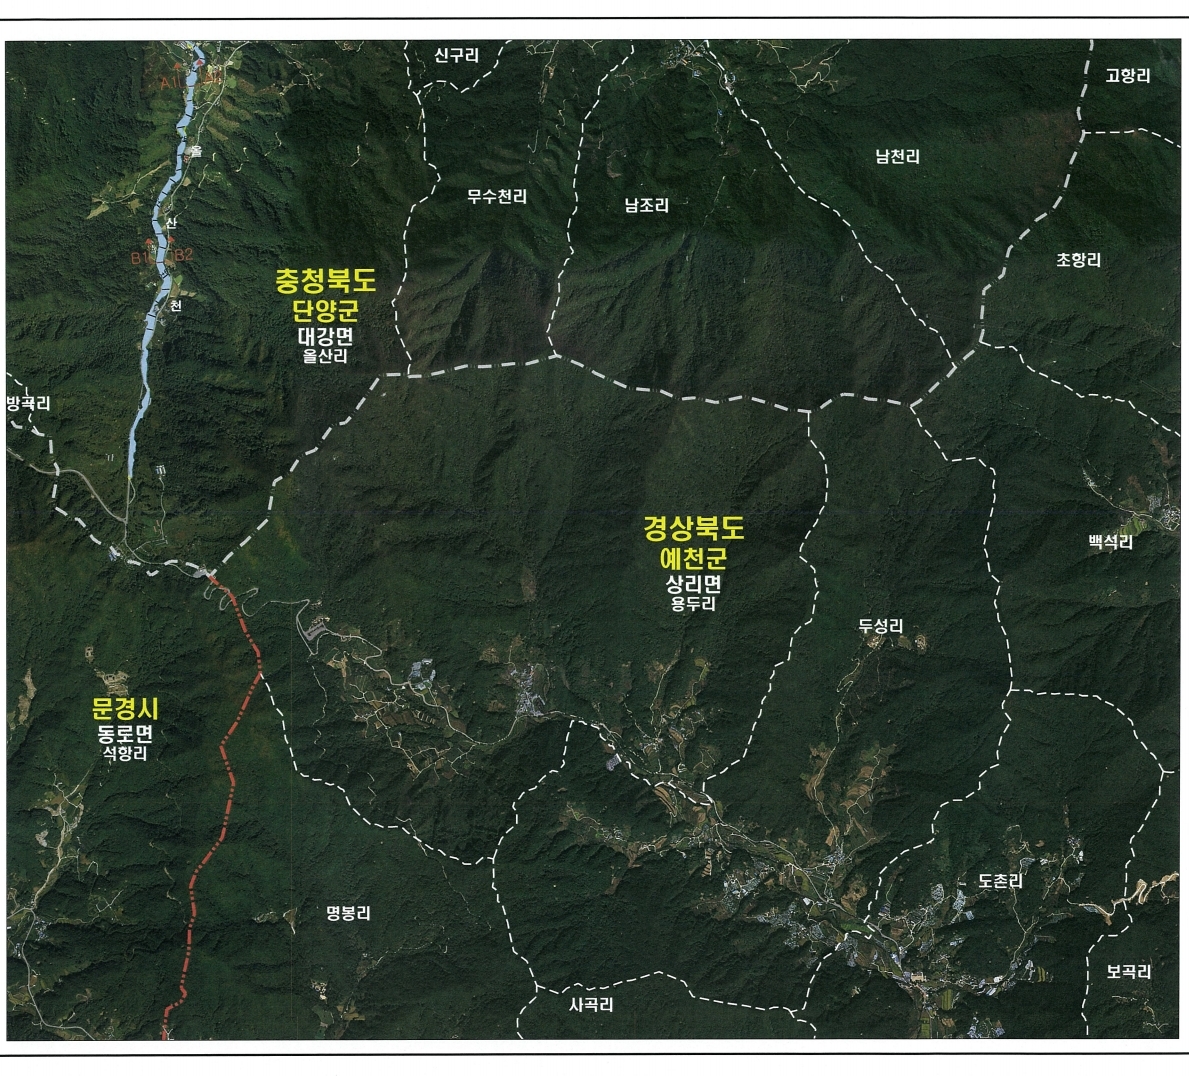 신구리
고항리
A1
올
남천리
무수천리
남조리
산
B1
B2
초항리
충청북도
단양군
대강면
올산리
천
방곡리
경상북도
예천군
상리면
용두리
백석리
두성리
문경시
동로면
석항리
도촌리
명봉리
보곡리
사곡리